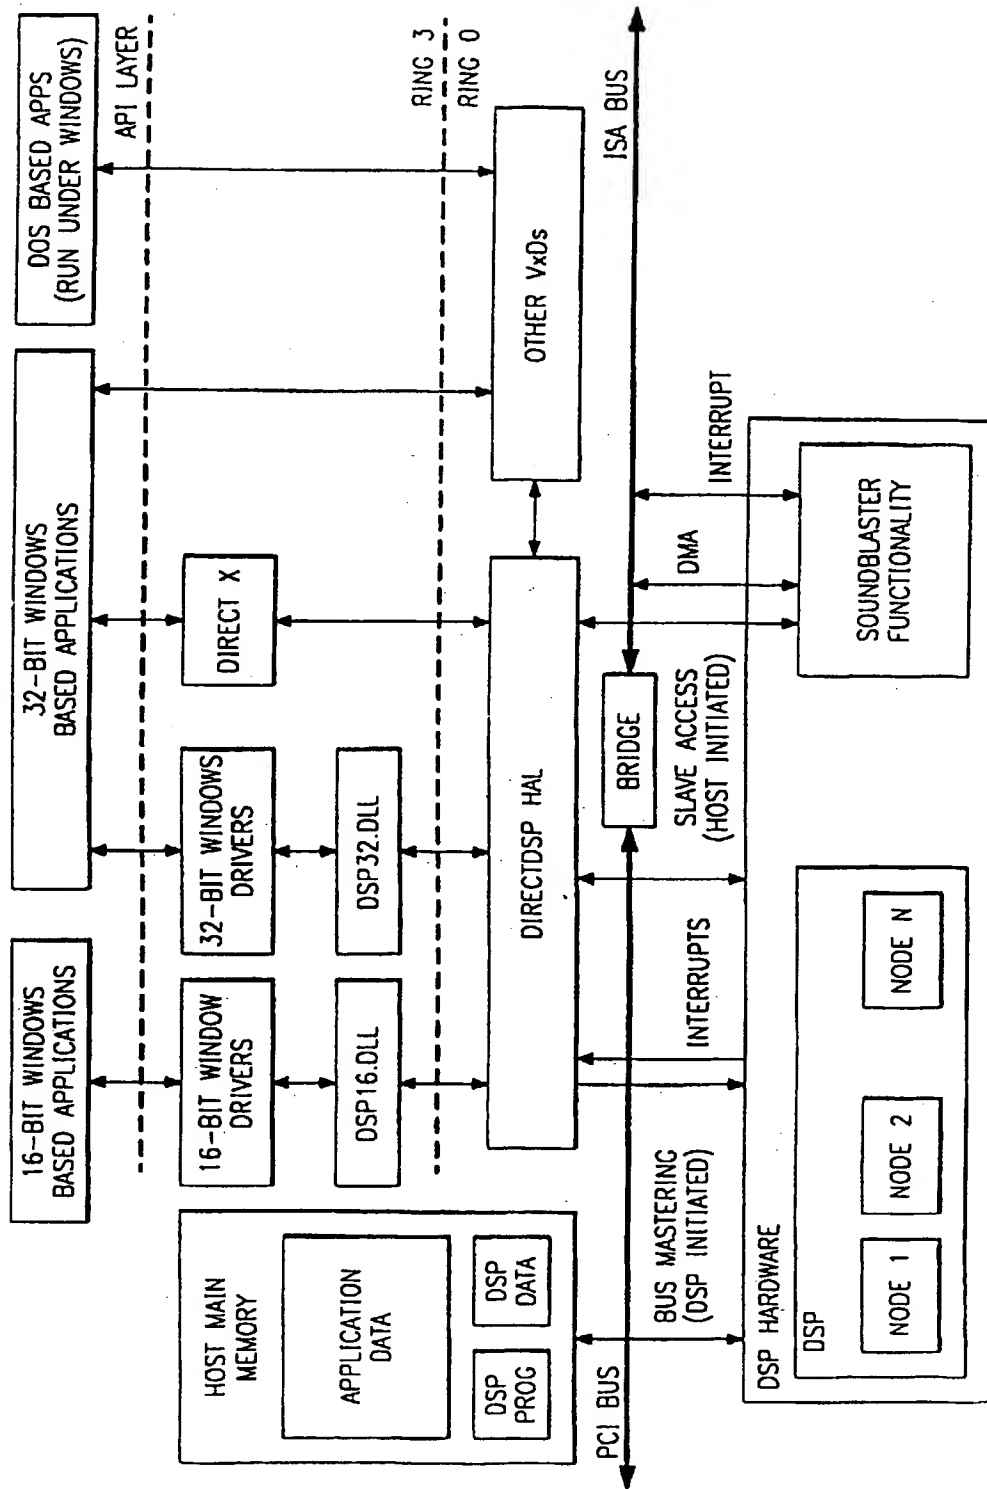 16-BIT WINDOWS
BASED APPLICATIONS
32-BIT WINDOWS
BASED APPLICATIONS
DOS BASED APPS
(RUN UNDER WINDOWS)
API LAYER
HOST MAIN
MEMORY
APPLICATION
DATA
DSP
PROG
DSP
DATA
16-BIT WINDOW
DRIVERS
32-BIT WINDOWS
DRIVERS
DIRECT X
DSP16.DLL
DSP32.DLL
RING 3
RING 0
DIRECTDSP HAL
OTHER VxDs
PCI BUS
BRIDGE
ISA BUS
BUS MASTERING
(DSP INITIATED)
INTERRUPTS
SLAVE ACCESS
(HOST INITIATED)
DMA
INTERRUPT
DSP HARDWARE
DSP
NODE 1
NODE 2
NODE N
SOUNDBLASTER
FUNCTIONALITY